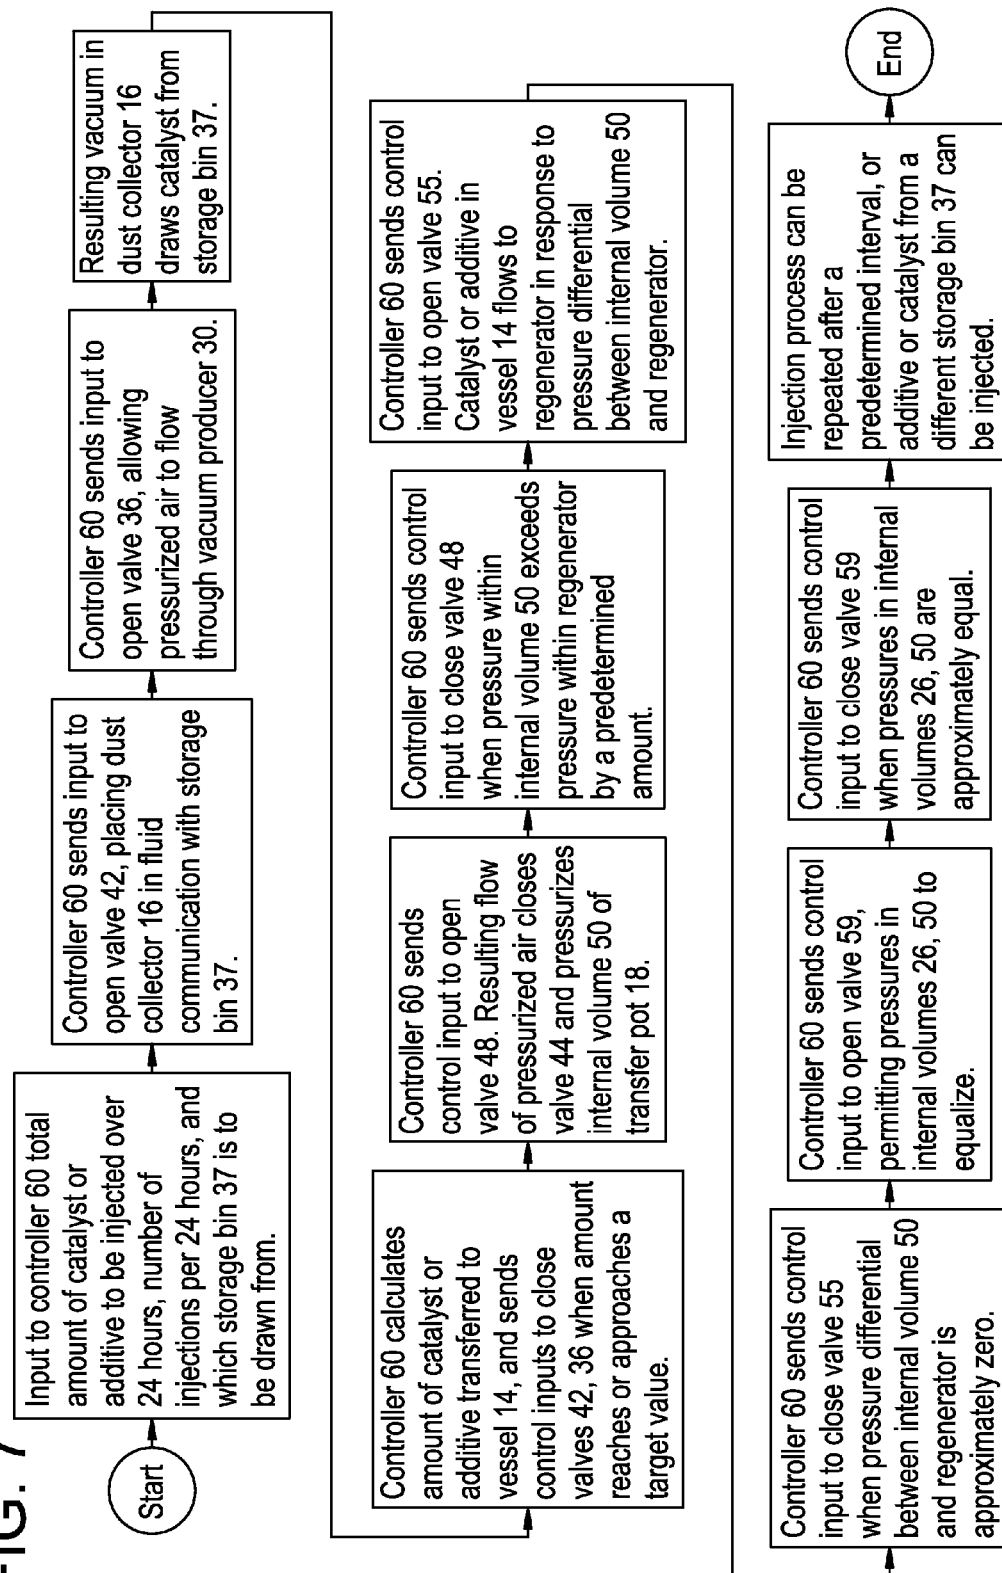 FIG. 7
Start
Input to controller 60 total
amount of catalyst or
additive to be injected over
24 hours, number of
injections per 24 hours, and
which storage bin 37 is to
be drawn from.
Controller 60 sends input to
open valve 42, placing dust
collector 16 in fluid
communication with storage
bin 37.
Controller 60 sends input to
open valve 36, allowing
pressurized air to flow
through vacuum producer 30.
Resulting vacuum in
dust collector 16
draws catalyst from
storage bin 37.
Controller 60 calculates
amount of catalyst or
additive transferred to
vessel 14, and sends
control inputs to close
valves 42, 36 when amount
reaches or approaches a
target value.
Controller 60 sends
control input to open
valve 48. Resulting flow
of pressurized air closes
valve 44 and pressurizes
internal volume 50 of
transfer pot 18.
Controller 60 sends control
input to close valve 48
when pressure within
internal volume 50 exceeds
pressure within regenerator
by a predetermined
amount.
Controller 60 sends control
input to open valve 55.
Catalyst or additive in
vessel 14 flows to
regenerator in response to
pressure differential
between internal volume 50
and regenerator.
Controller 60 sends control
input to close valve 55
when pressure differential
between internal volume 50
and regenerator is
approximately zero.
Controller 60 sends control
input to open valve 59,
permitting pressures in
internal volumes 26, 50 to
equalize.
Controller 60 sends control
input to close valve 59
when pressures in internal
volumes 26, 50 are
approximately equal.
Injection process can be
repeated after a
predetermined interval, or
additive or catalyst from a
different storage bin 37 can
be injected.
End